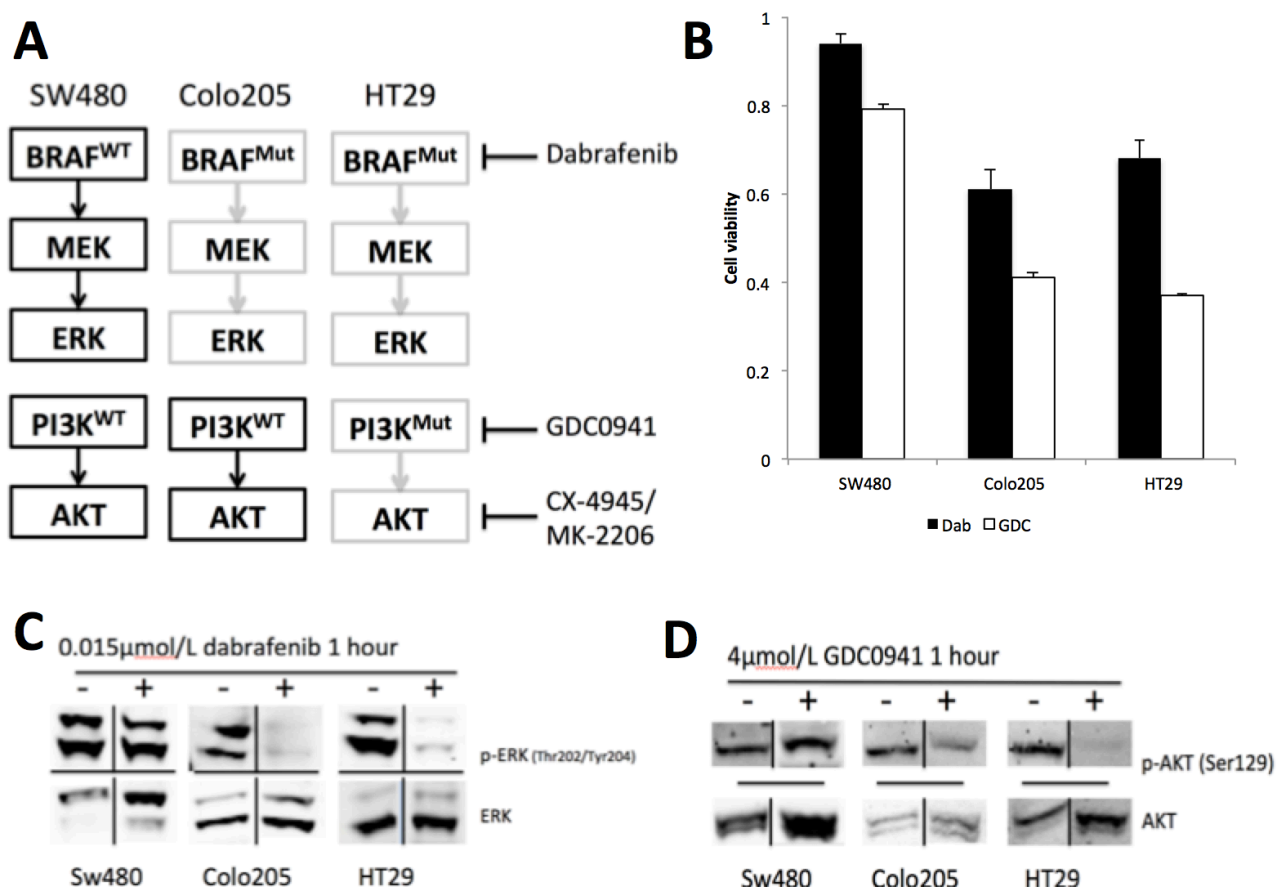 A
SW480 Colo205 HT29
BRAFWT BRAFMut BRAFMut Dabrafenib
MEK MEK MEK
ERK ERK ERK
PI3KWT PI3KWT PI3KMut GDC0941
AKT AKT AKT CX-4945/
MK-2206
B
Cell viability
1
0.8
0.6
0.4
0.2
0
SW480 Colo205 HT29
Dab GDC
C
0.015µmol/L dabrafenib 1 hour
- + - + - +
p-ERK (Thr202/Tyr204)
ERK
Sw480 Colo205 HT29
D
4µmol/L GDC0941 1 hour
- + - + - +
p-AKT (Ser129)
AKT
Sw480 Colo205 HT29